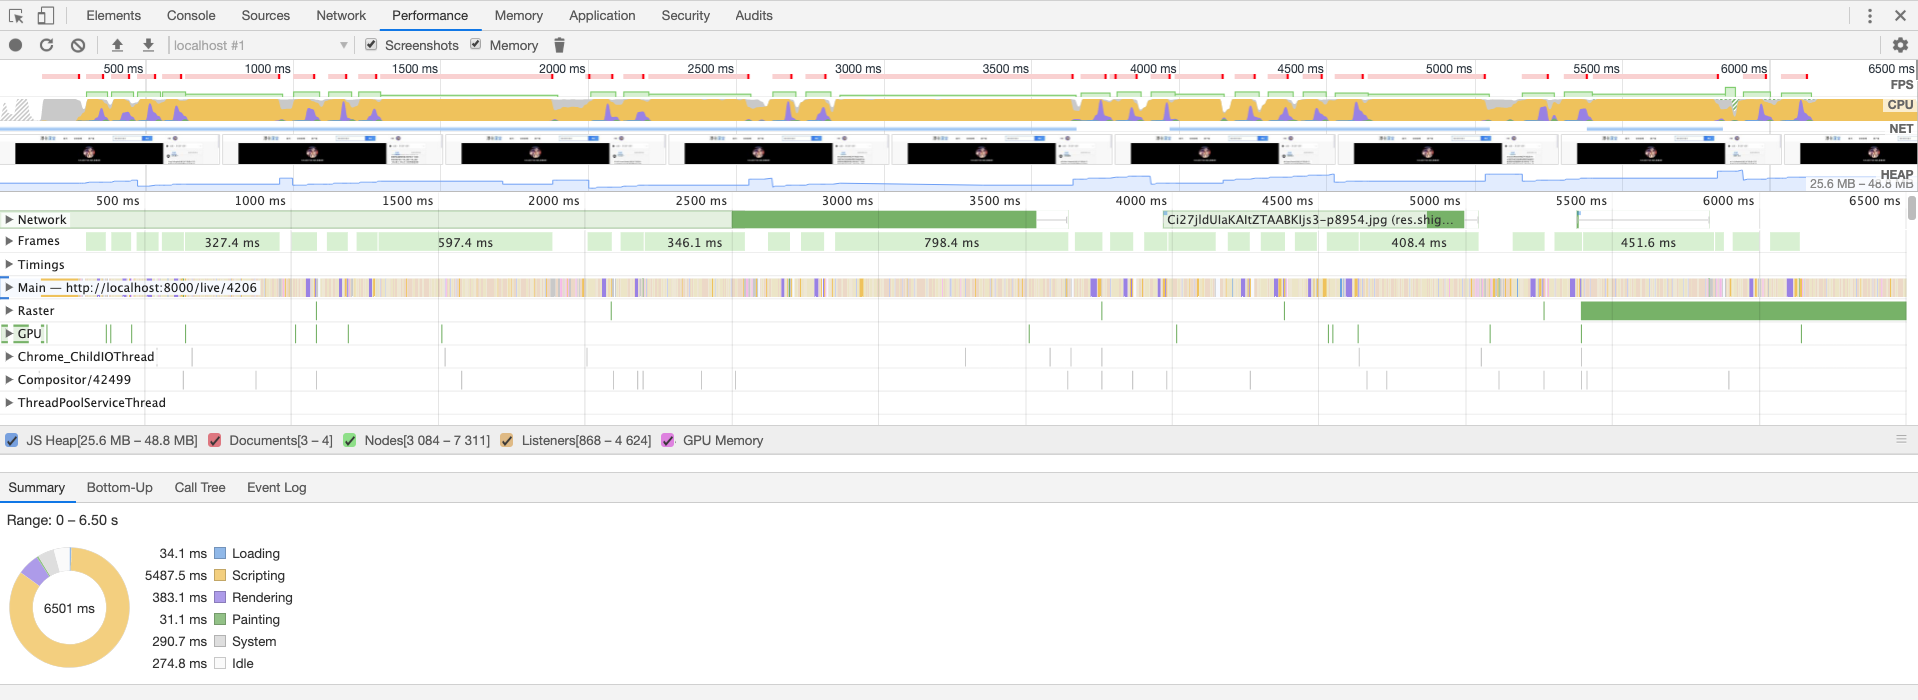 Elements Console Sources Network Performance Memory Application Security Audits
localhost #1 Screenshots Memory
500 ms 1000 ms 1500 ms 2000 ms 2500 ms 3000 ms 3500 ms 4000 ms 4500 ms 5000 ms 5500 ms 6000 ms 6500 ms
FPS
CPU
NET
HEAP
25.6 MB – 48.8 MB
500 ms 1000 ms 1500 ms 2000 ms 2500 ms 3000 ms 3500 ms 4000 ms 4500 ms 5000 ms 5500 ms 6000 ms 6500 ms
Network Ci27jldUIaKAItZTAABKIjs3-p8954.jpg (res.shig...
Frames 327.4 ms 597.4 ms 346.1 ms 798.4 ms 408.4 ms 451.6 ms
Timings
Main — http://localhost:8000/live/4206
Raster
GPU
Chrome_ChildIOThread
Compositor/42499
ThreadPoolServiceThread
JS Heap[25.6 MB – 48.8 MB] Documents[3 – 4] Nodes[3 084 – 7 311] Listeners[868 – 4 624] GPU Memory
Summary Bottom-Up Call Tree Event Log
Range: 0 – 6.50 s
34.1 ms Loading
5487.5 ms Scripting
383.1 ms Rendering
31.1 ms Painting
290.7 ms System
274.8 ms Idle
6501 ms